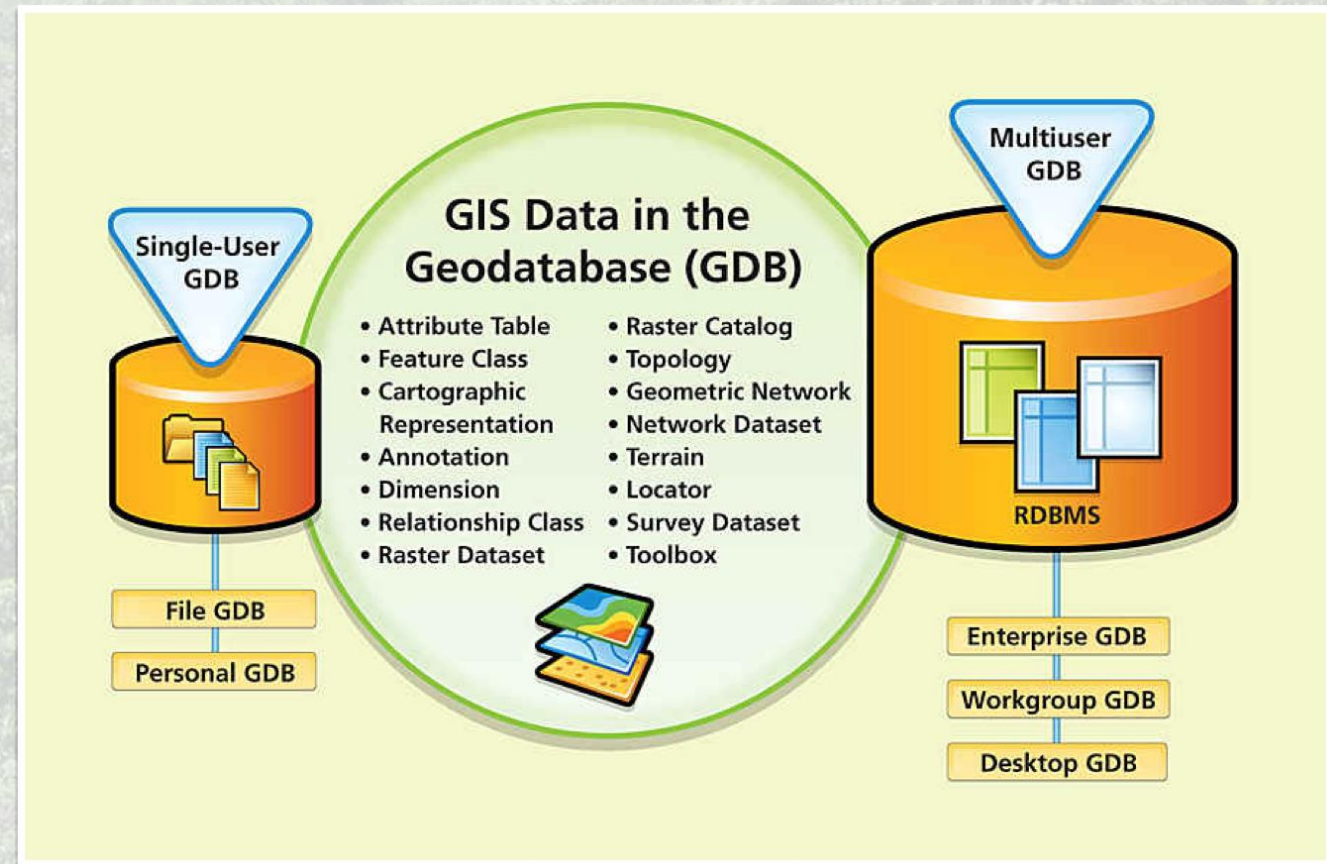 Single-User
GDB
File GDB
Personal GDB
GIS Data in the
Geodatabase (GDB)
• Attribute Table
• Feature Class
• Cartographic
Representation
• Annotation
• Dimension
• Relationship Class
• Raster Dataset
• Raster Catalog
• Topology
• Geometric Network
• Network Dataset
• Terrain
• Locator
• Survey Dataset
• Toolbox
Multiuser
GDB
RDBMS
Enterprise GDB
Workgroup GDB
Desktop GDB